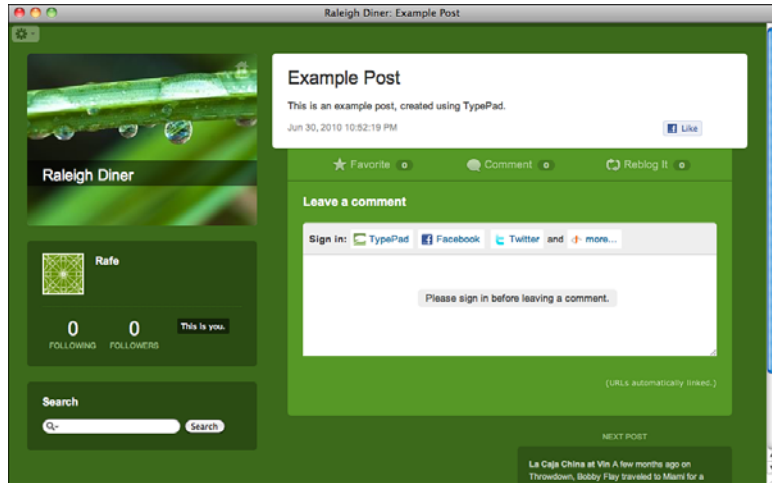 Raleigh Diner: Example Post
Raleigh Diner
Example Post
This is an example post, created using TypePad.
Jun 30, 2010 10:52:19 PM
Like
Favorite 0
Comment 0
Reblog It 0
Leave a comment
Sign in: TypePad Facebook Twitter and more...
Please sign in before leaving a comment.
(URLs automatically linked.)
Rafe
0 FOLLOWING
0 FOLLOWERS
This is you.
Search
Search
NEXT POST
La Caja China at Vin A few months ago on
Throwdown, Bobby Flay traveled to Miami for a